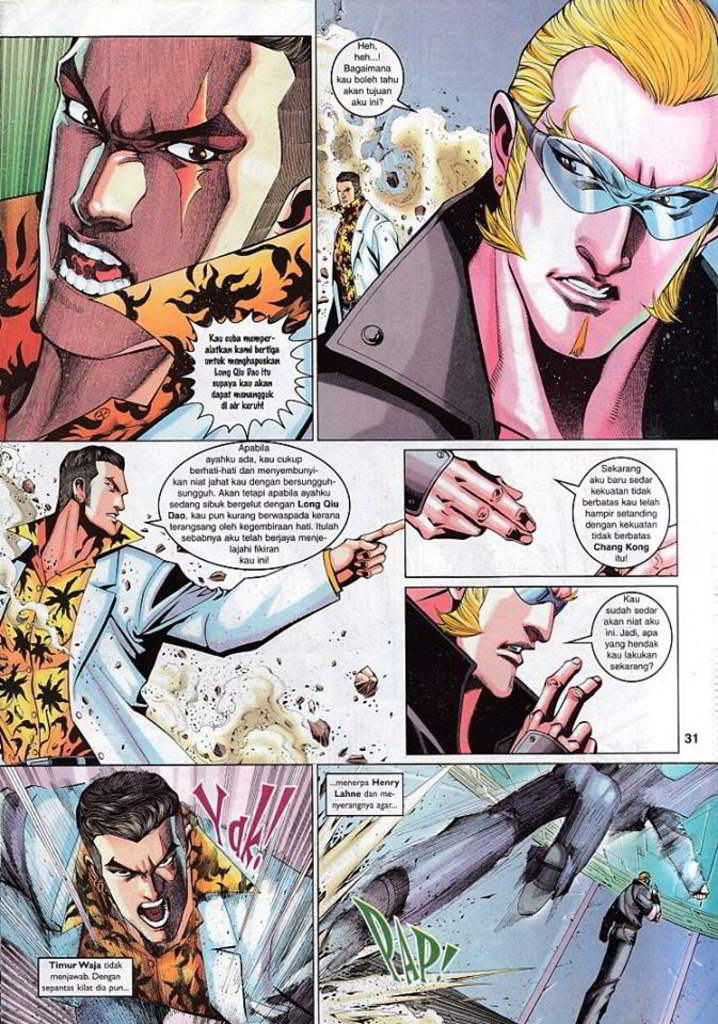 Kau cuba memper-
alatkan kami bertiga
untuk menghapuskan
Long Qiu Dao itu
supaya kau akan
menangguk
di air keruh!
Heh,
heh...!
Bagaimana
kau boleh tahu
akan tujuan
aku ini?
Apabila
ayahku ada, kau cukup
berhati-hati dan menyembunyi-
kan niat jahat kau dengan bersungguh-
sungguh. Akan tetapi apabila ayahku
sedang sibuk bergelut dengan Long Qiu
Dao, kau pun kurang berwaspada kerana
terangsang oleh kegembiraan hati. Itulah
sebabnya aku telah berjaya menje-
lajahi fikiran
kau ini!
Sekarang
aku baru sedar
kekuatan tidak
berbatas kau telah
hampir setanding
dengan kekuatan
tidak berbatas
Chang Kong
itu!
Kau
sudah sedar
akan niat aku
ini. Jadi, apa
yang hendak
kau lakukan
sekarang?
31
Yak!
Timur Waja tidak
menjawab. Dengan
sepantas kilat dia pun...
...menerpa Henry
Lahne dan me-
nyerangnya agar...
PAP!